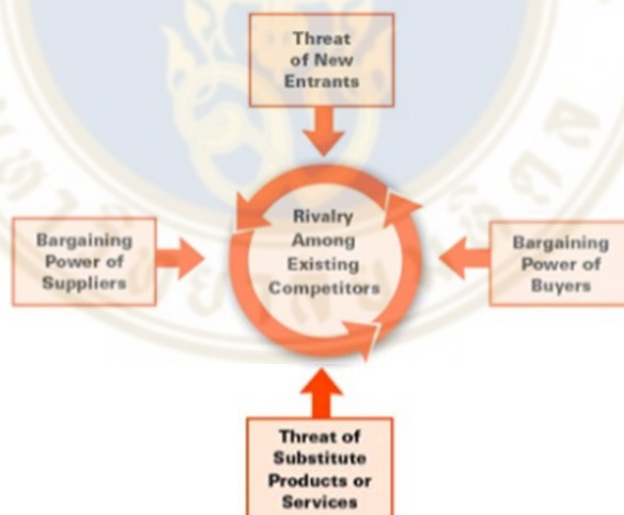 Threat
of New
Entrants
Bargaining
Power of
Suppliers
Rivalry
Among
Existing
Competitors
Bargaining
Power of
Buyers
Threat of
Substitute
Products or
Services